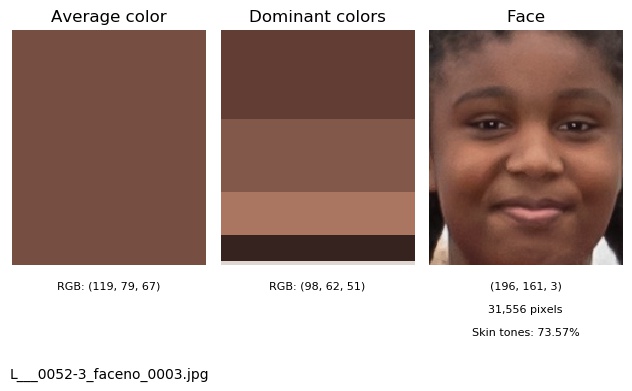 Average color
Dominant colors
Face
RGB: (119, 79, 67)
RGB: (98, 62, 51)
(196, 161, 3)
31,556 pixels
Skin tones: 73.57%
L___0052-3_faceno_0003.jpg